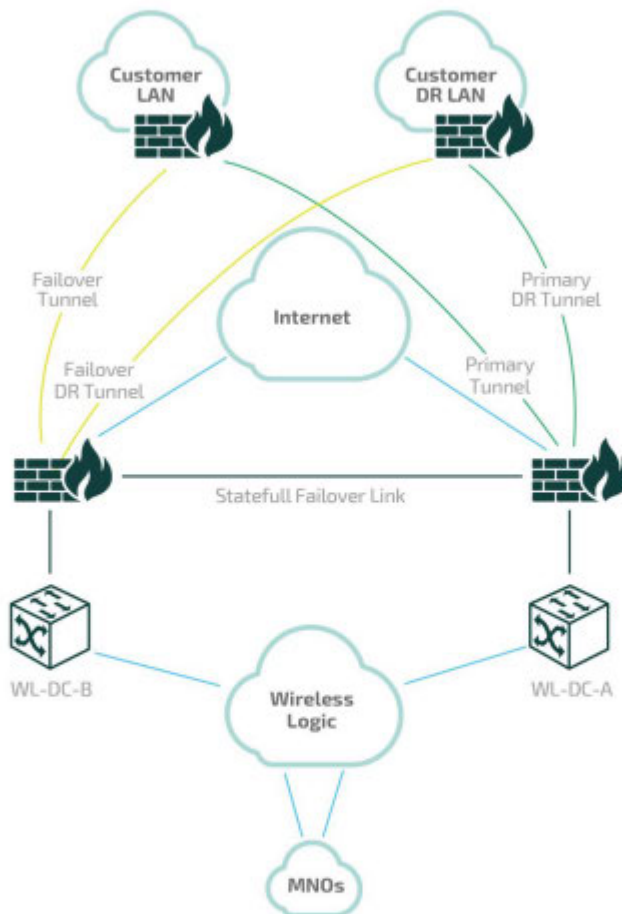 Customer
LAN
Customer
DR LAN
Failover
Tunnel
Internet
Primary
DR Tunnel
Failover
DR Tunnel
Primary
Tunnel
Statefull Failover Link
WL-DC-B
WL-DC-A
Wireless
Logic
MNOs